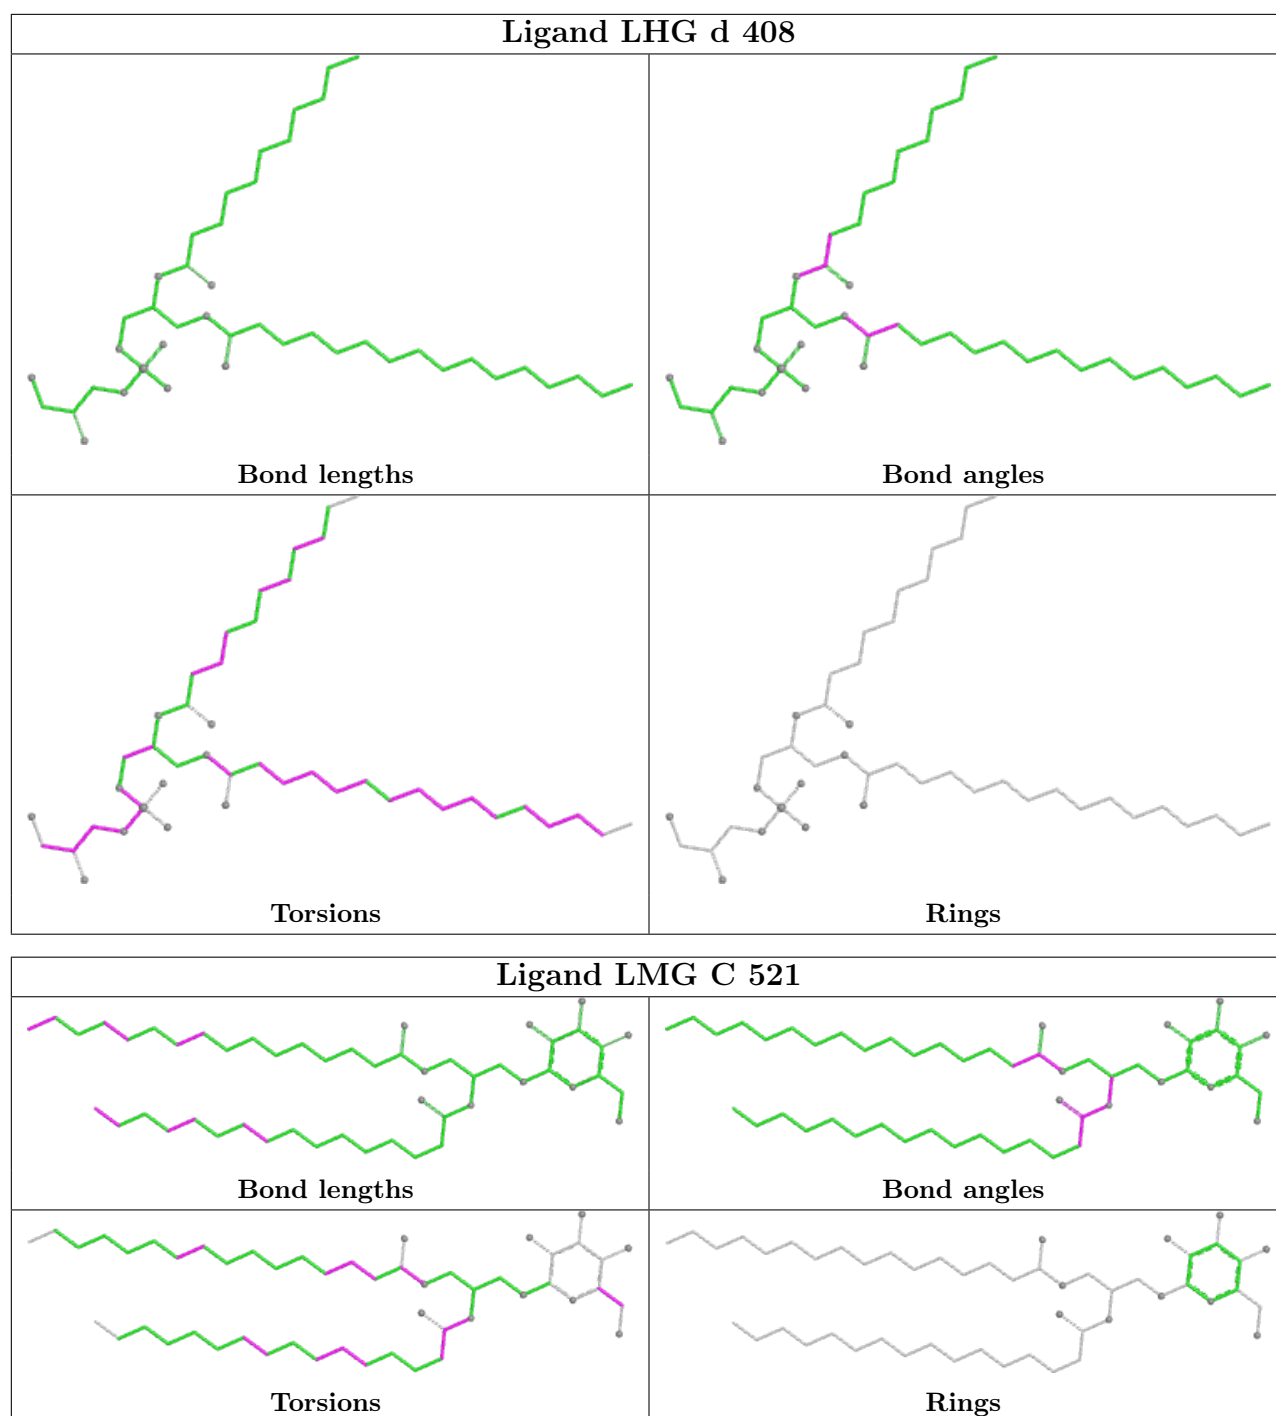 Ligand LHG d 408
Bond lengths
Bond angles
Torsions
Rings
Ligand LMG C 521
Bond lengths
Bond angles
Torsions
Rings